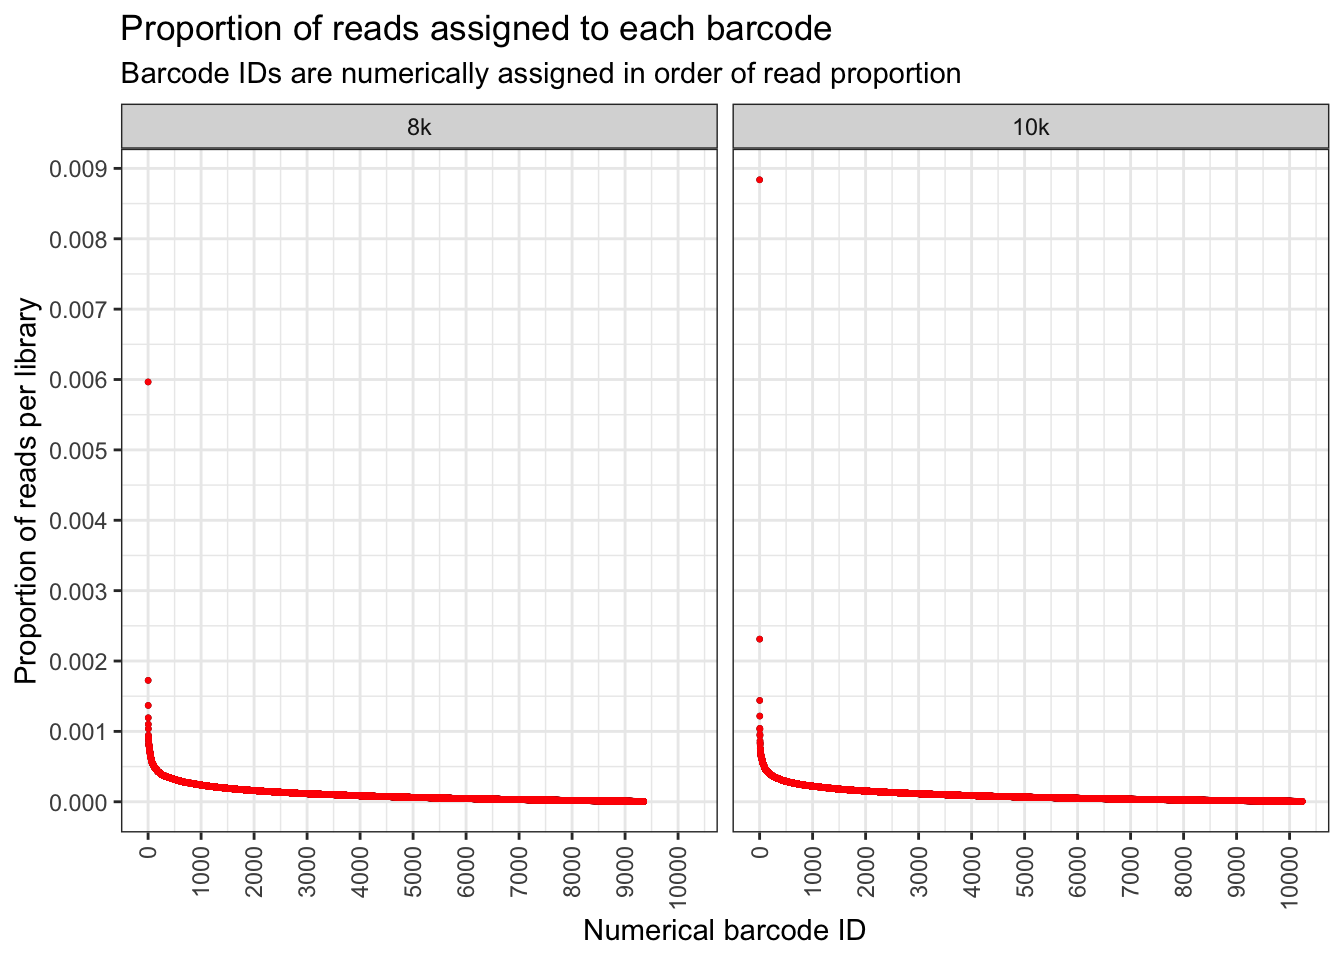 Proportion of reads assigned to each barcode
Barcode IDs are numerically assigned in order of read proportion
8k
10k
Proportion of reads per library
0.009
0.008
0.007
0.006
0.005
0.004
0.003
0.002
0.001
0.000
0 1000 2000 3000 4000 5000 6000 7000 8000 9000 10000
0 1000 2000 3000 4000 5000 6000 7000 8000 9000 10000
Numerical barcode ID